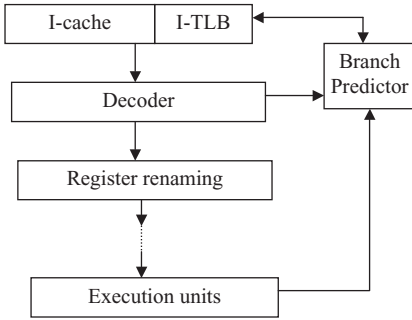 I-cache
I-TLB
Branch
Predictor
Decoder
Register renaming
Execution units